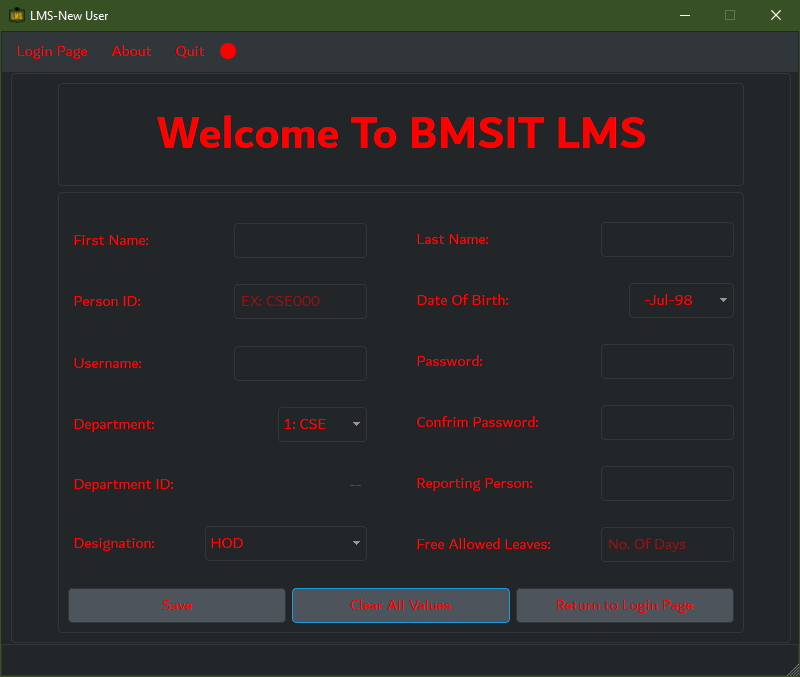 LMS-New User
Login Page About Quit
Welcome To BMSIT LMS
First Name:
Last Name:
Person ID: EX: CSE000
Date Of Birth: -Jul-98
Username:
Password:
Department: 1: CSE
Confrim Password:
Department ID: --
Reporting Person:
Designation: HOD
Free Allowed Leaves: No. Of Days
Save Clear All Values Return to Login Page